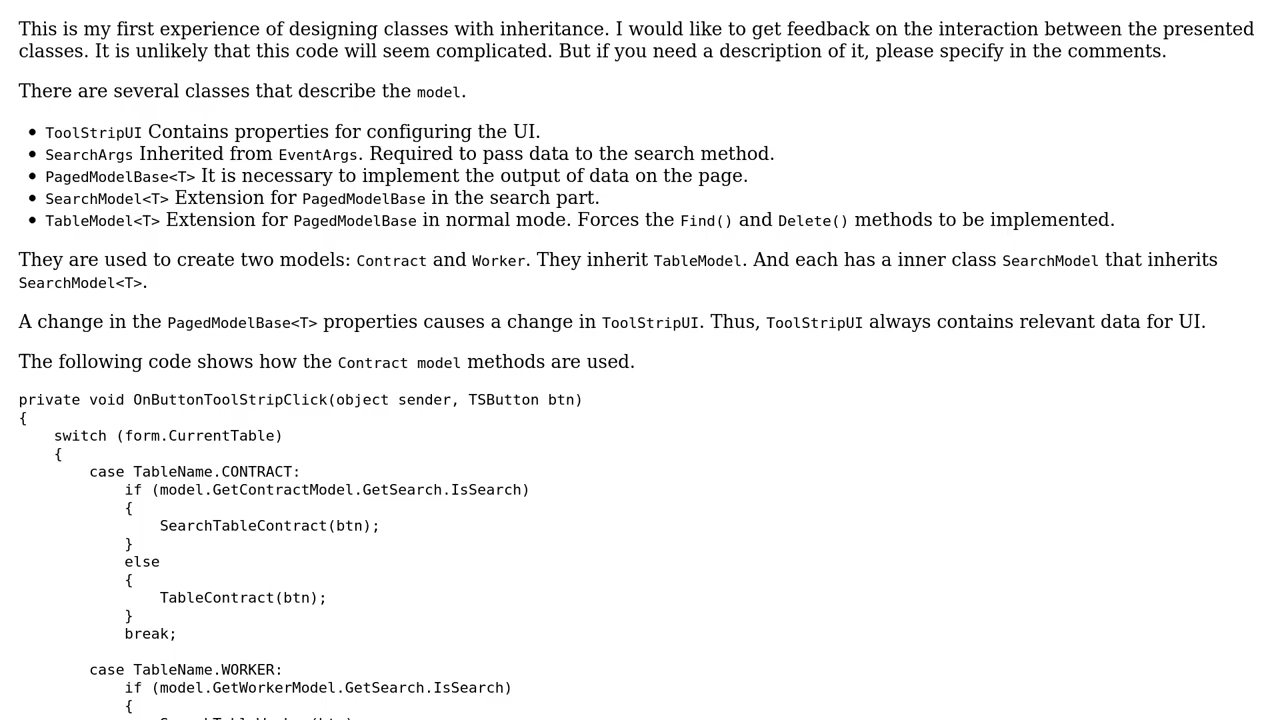 This is my first experience of designing classes with inheritance. I would like to get feedback on the interaction between the presented
classes. It is unlikely that this code will seem complicated. But if you need a description of it, please specify in the comments.
There are several classes that describe the model.
• ToolStripUI Contains properties for configuring the UI.
• SearchArgs Inherited from EventArgs. Required to pass data to the search method.
• PagedModelBase<T> It is necessary to implement the output of data on the page.
• SearchModel<T> Extension for PagedModelBase in the search part.
• TableModel<T> Extension for PagedModelBase in normal mode. Forces the Find() and Delete() methods to be implemented.
They are used to create two models: Contract and Worker. They inherit TableModel. And each has a inner class SearchModel that inherits
SearchModel<T>.
A change in the PagedModelBase<T> properties causes a change in ToolStripUI. Thus, ToolStripUI always contains relevant data for UI.
The following code shows how the Contract model methods are used.
private void OnButtonToolStripClick(object sender, TSButton btn)
{
    switch (form.CurrentTable)
    {
        case TableName.CONTRACT:
            if (model.GetContractModel.GetSearch.IsSearch)
            {
                SearchTableContract(btn);
            }
            else
            {
                TableContract(btn);
            }
            break;
        case TableName.WORKER:
            if (model.GetWorkerModel.GetSearch.IsSearch)
            {